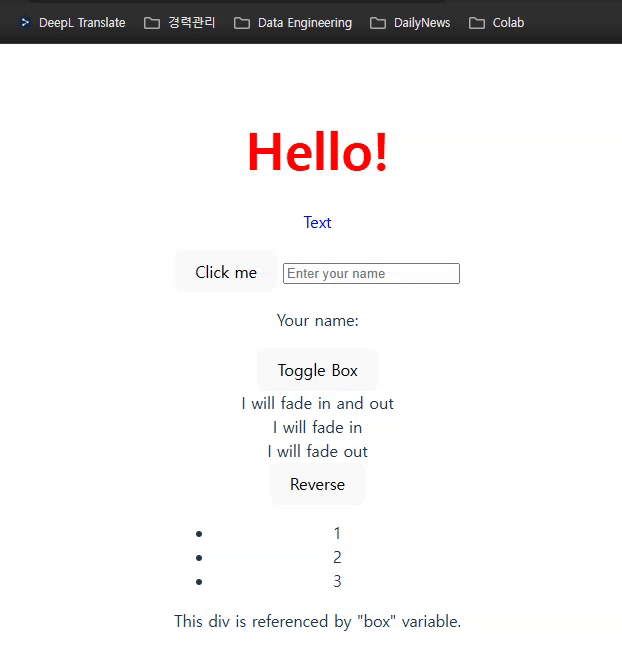 DeepL Translate 경력관리 Data Engineering DailyNews Colab
Hello!
Text
Click me Enter your name
Your name:
Toggle Box
I will fade in and out
I will fade in
I will fade out
Reverse
• 1
• 2
• 3
This div is referenced by "box" variable.